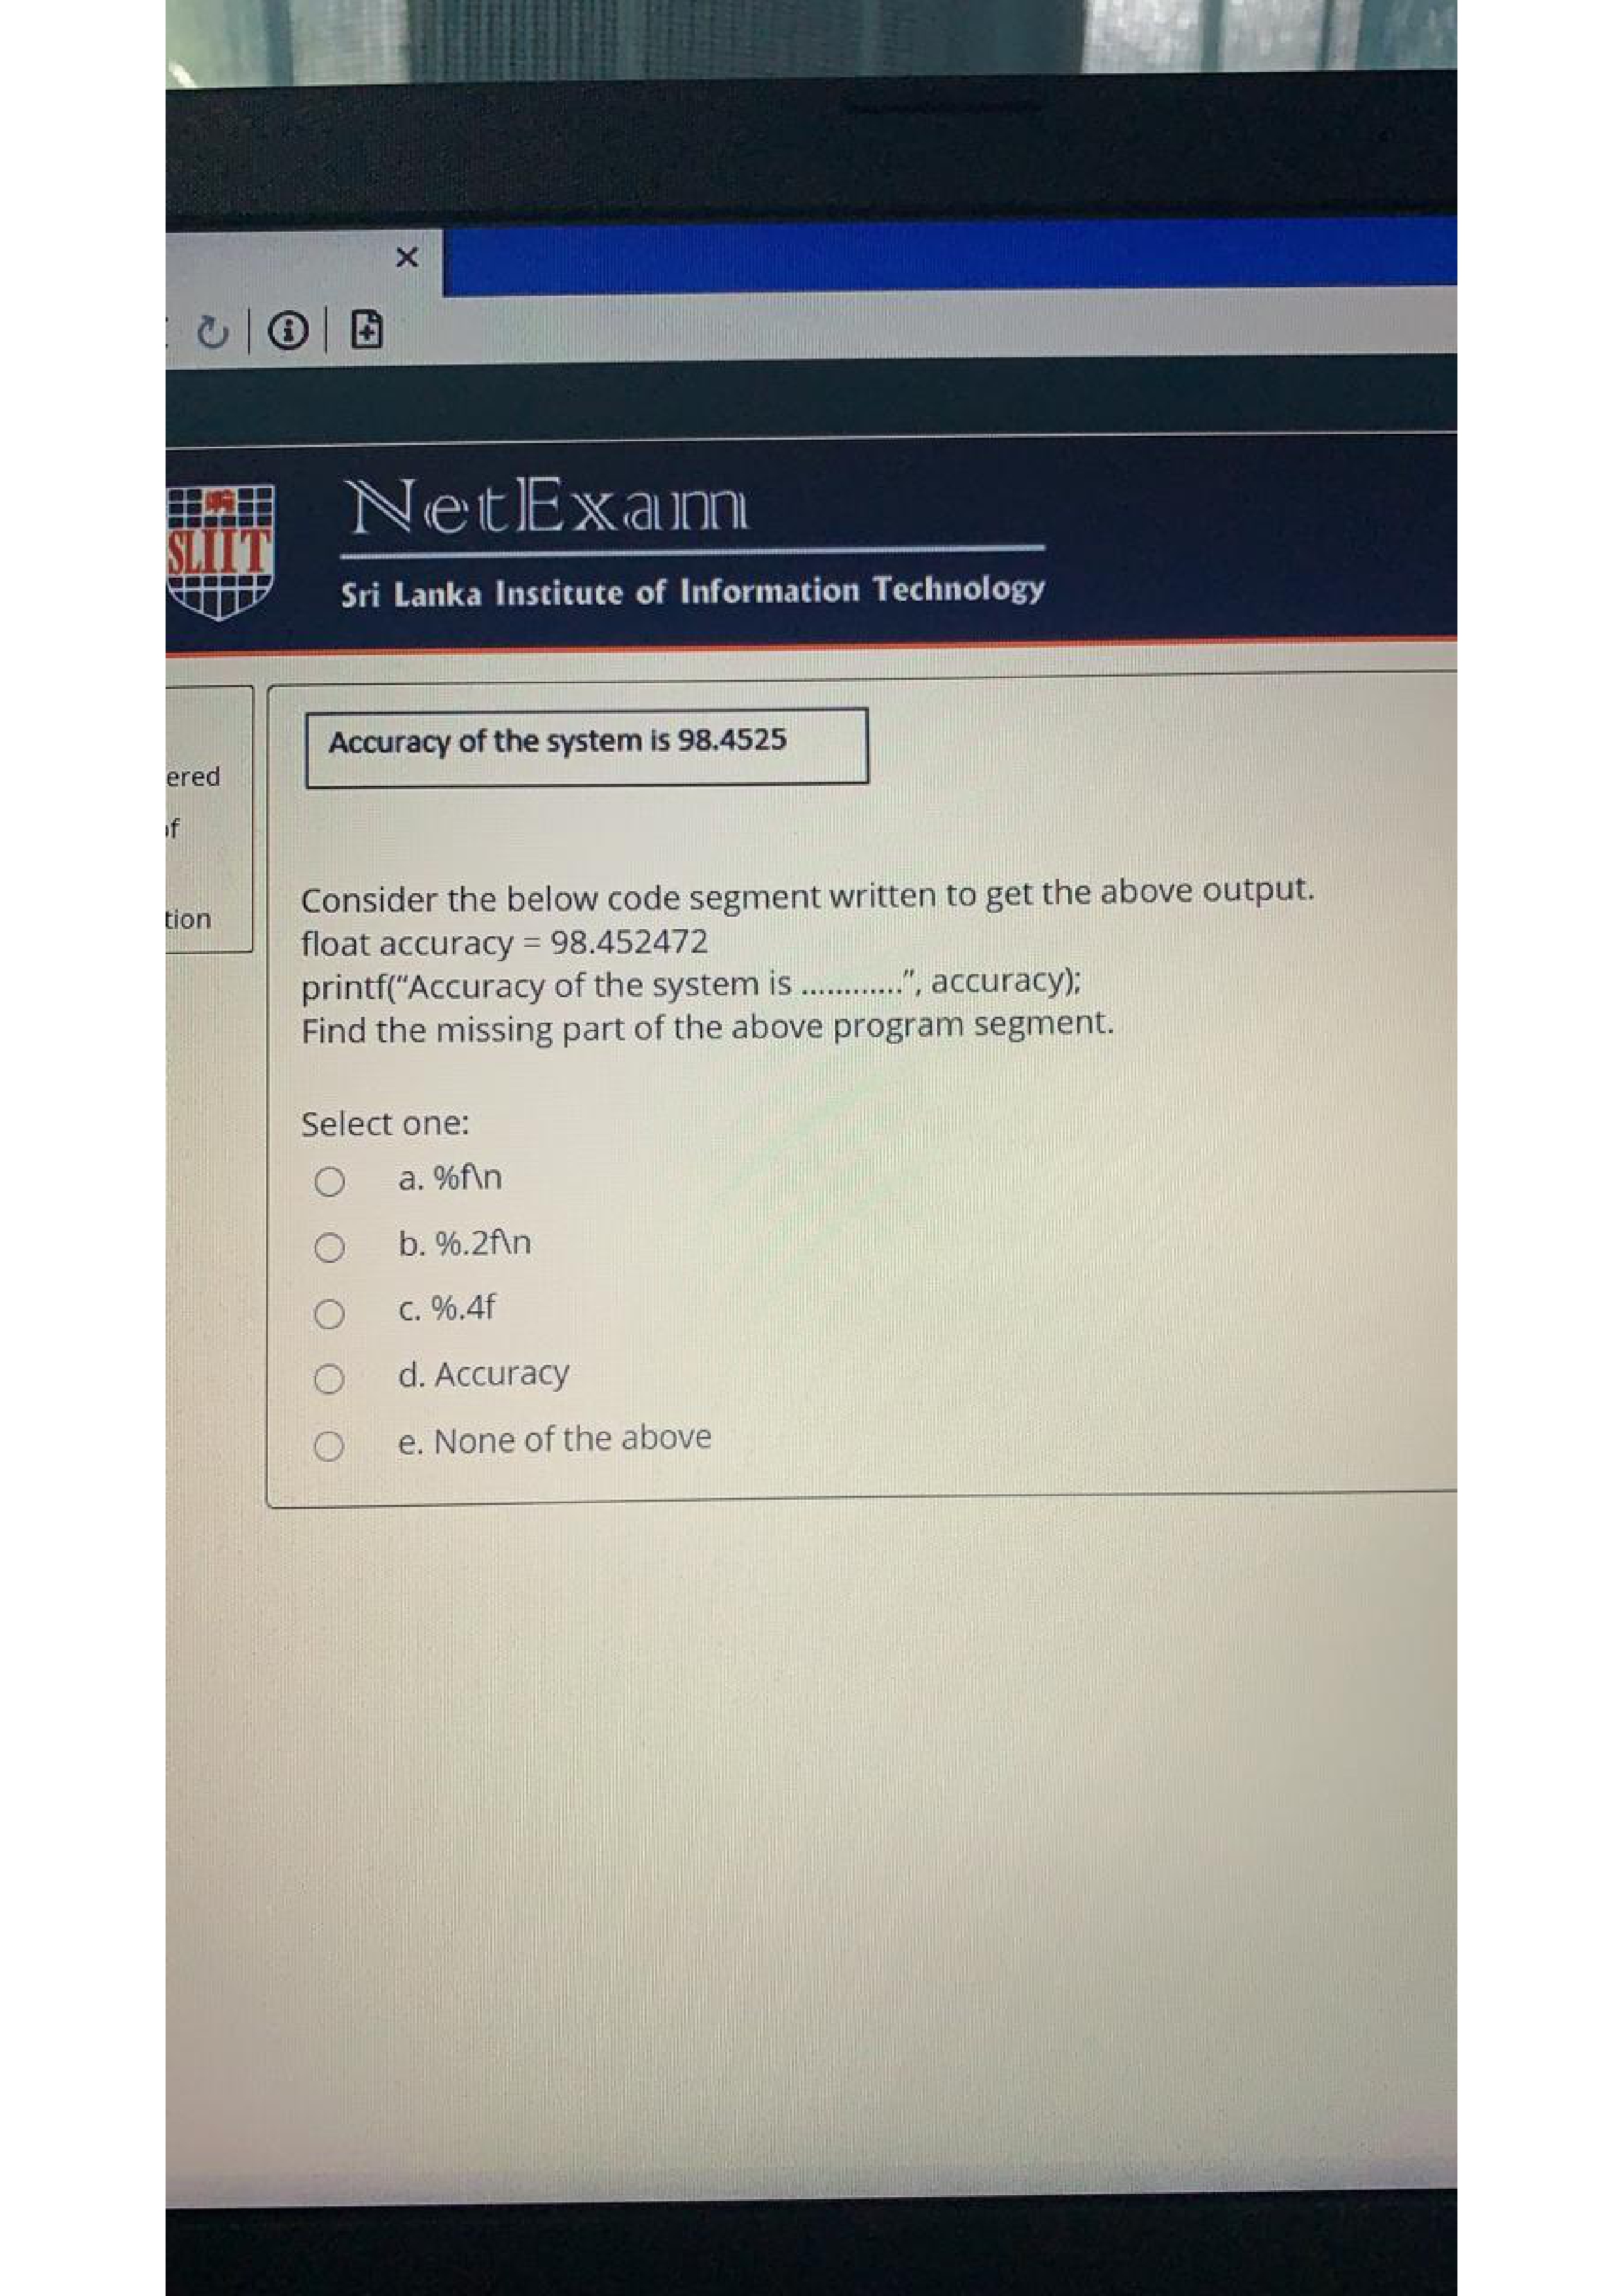 NetExam
SLIIT
Sri Lanka Institute of Information Technology
Accuracy of the system is 98.4525
ered
of
tion
Consider the below code segment written to get the above output.
float accuracy = 98.452472
printf("Accuracy of the system is ............", accuracy);
Find the missing part of the above program segment.
Select one:
a. %f\n
b. %.2f\n
c. %.4f
d. Accuracy
e. None of the above